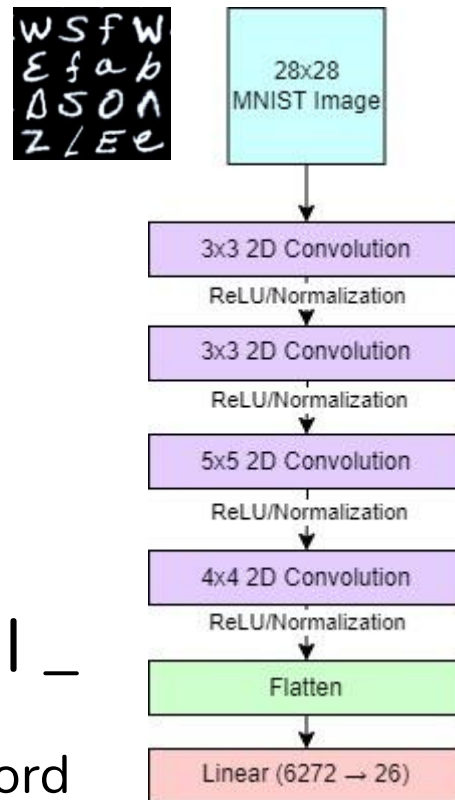 W S f W
Ɛ f a b
D S O Λ
Z L E e
28x28
MNIST Image
3x3 2D Convolution
ReLU/Normalization
3x3 2D Convolution
ReLU/Normalization
5x5 2D Convolution
ReLU/Normalization
4x4 2D Convolution
ReLU/Normalization
Flatten
l _
Linear (6272 → 26)
ord